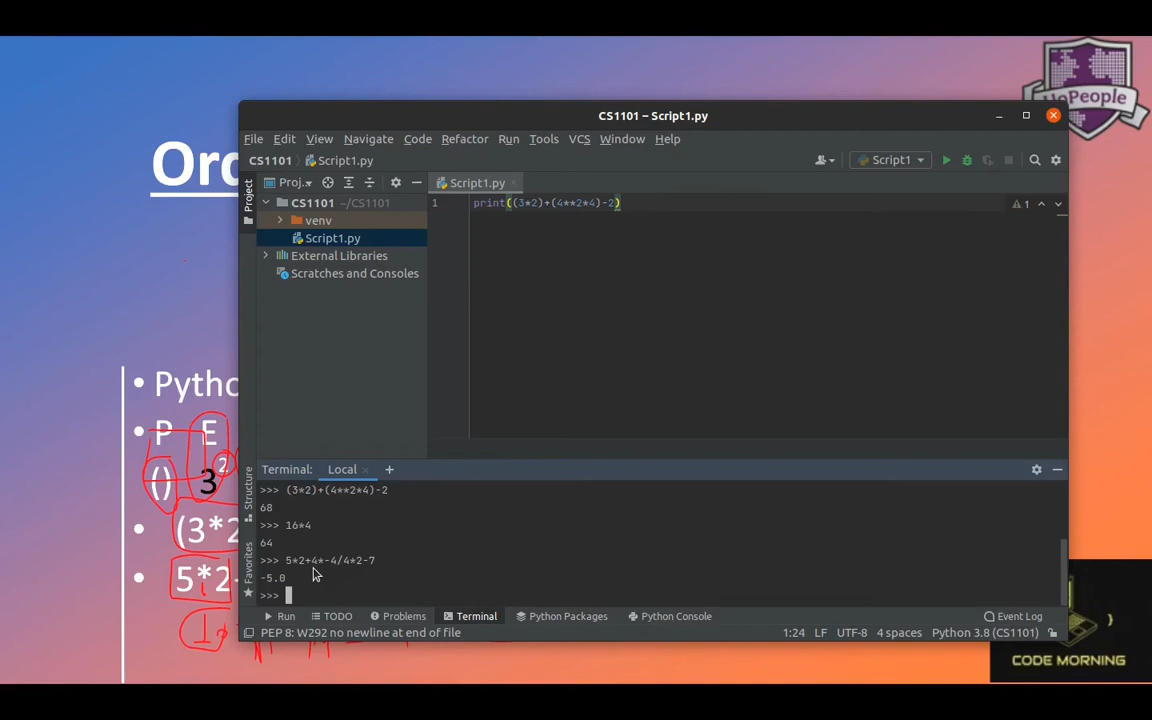 UoPeople
Ord
CS1101 – Script1.py
File Edit View Navigate Code Refactor Run Tools VCS Window Help
CS1101 Script1.py Script1
Project
Proj... Script1.py
CS1101 ~/CS1101
venv
Script1.py
External Libraries
Scratches and Consoles
1 print((3*2)+(4**2*4)-2)
1
• Pytho
• P E
() 3²
• (3*2
• 5*2
Structure
Favorites
Terminal: Local
>>> (3*2)+(4**2*4)-2
68
>>> 16*4
64
>>> 5*2+4*-4/4*2-7
-5.0
>>>
Run TODO Problems Terminal Python Packages Python Console Event Log
PEP 8: W292 no newline at end of file 1:24 LF UTF-8 4 spaces Python 3.8 (CS1101)
CODE MORNING